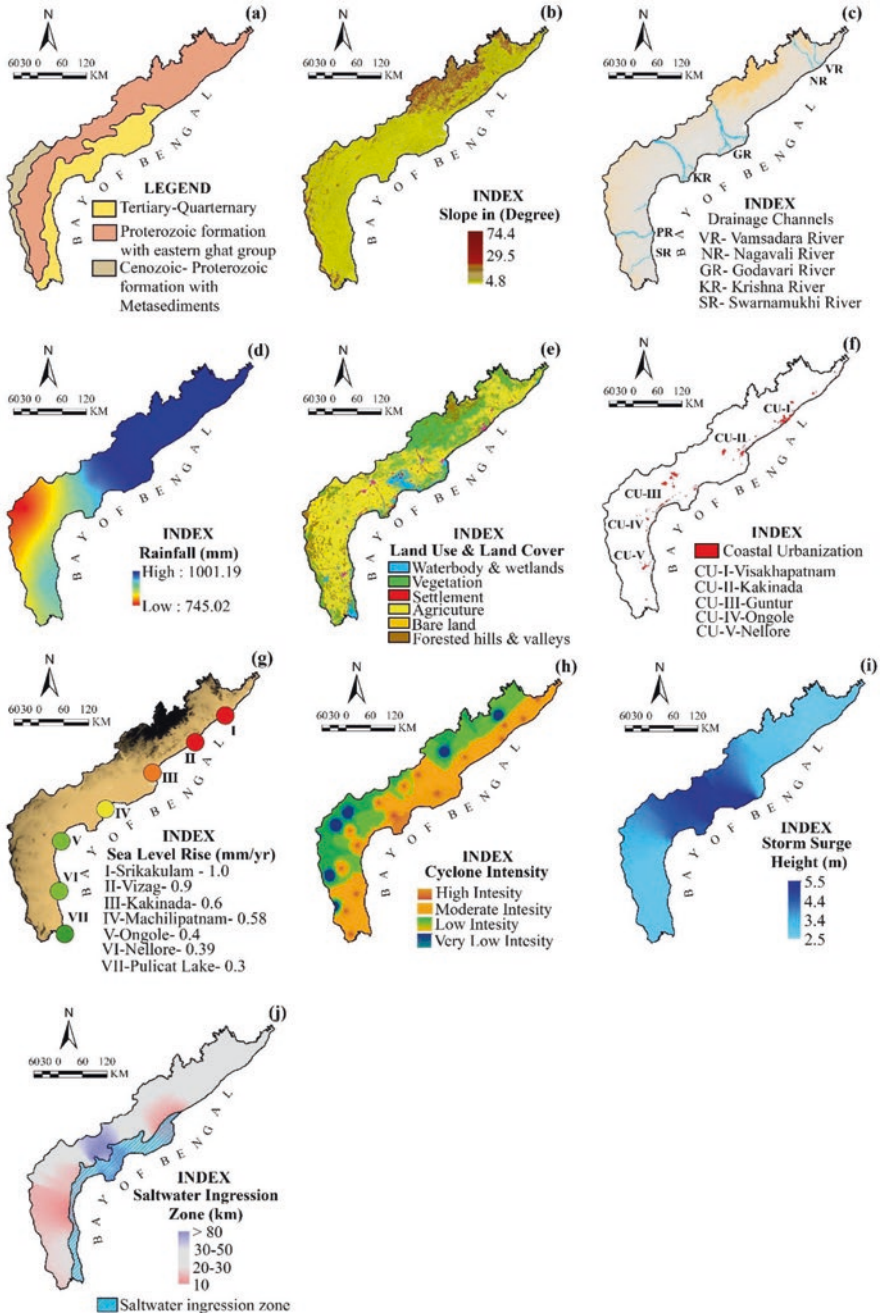 (a)
N
6030 0 60 120
KM
BAY OF BENGAL
LEGEND
Tertiary-Quarternary
Proterozoic formation
with eastern ghat group
Cenozoic- Proterozoic
formation with
Metasediments
(b)
N
6030 0 60 120
KM
BAY OF BENGAL
INDEX
Slope in (Degree)
74.4
29.5
4.8
(c)
N
6030 0 60 120
KM
VR
NR
GR
KR
PR
SR
BAY OF BENGAL
INDEX
Drainage Channels
VR- Vamsadara River
NR- Nagavali River
GR- Godavari River
KR- Krishna River
SR- Swarnamukhi River
(d)
N
6030 0 60 120
KM
BAY OF BENGAL
INDEX
Rainfall (mm)
High : 1001.19
Low : 745.02
(e)
N
6030 0 60 120
KM
BAY OF BENGAL
INDEX
Land Use & Land Cover
Waterbody & wetlands
Vegetation
Settlement
Agricuture
Bare land
Forested hills & valleys
(f)
N
6030 0 60 120
KM
CU-I
CU-II
CU-III
CU-IV
CU-V
BAY OF BENGAL
INDEX
Coastal Urbanization
CU-I-Visakhapatnam
CU-II-Kakinada
CU-III-Guntur
CU-IV-Ongole
CU-V-Nellore
(g)
N
6030 0 60 120
KM
I
II
III
IV
V
VI
VII
BAY OF BENGAL
INDEX
Sea Level Rise (mm/yr)
I-Srikakulam - 1.0
II-Vizag- 0.9
III-Kakinada- 0.6
IV-Machilipatnam- 0.58
V-Ongole- 0.4
VI-Nellore- 0.39
VII-Pulicat Lake- 0.3
(h)
N
6030 0 60 120
KM
BAY OF BENGAL
INDEX
Cyclone Intensity
High Intesity
Moderate Intesity
Low Intesity
Very Low Intesity
(i)
N
6030 0 60 120
KM
BAY OF BENGAL
INDEX
Storm Surge
Height (m)
5.5
4.4
2.5
(j)
N
6030 0 60 120
KM
BAY OF BENGAL
INDEX
Saltwater Ingression
Zone (km)
> 80
30-50
20-30
10
Saltwater ingression zone